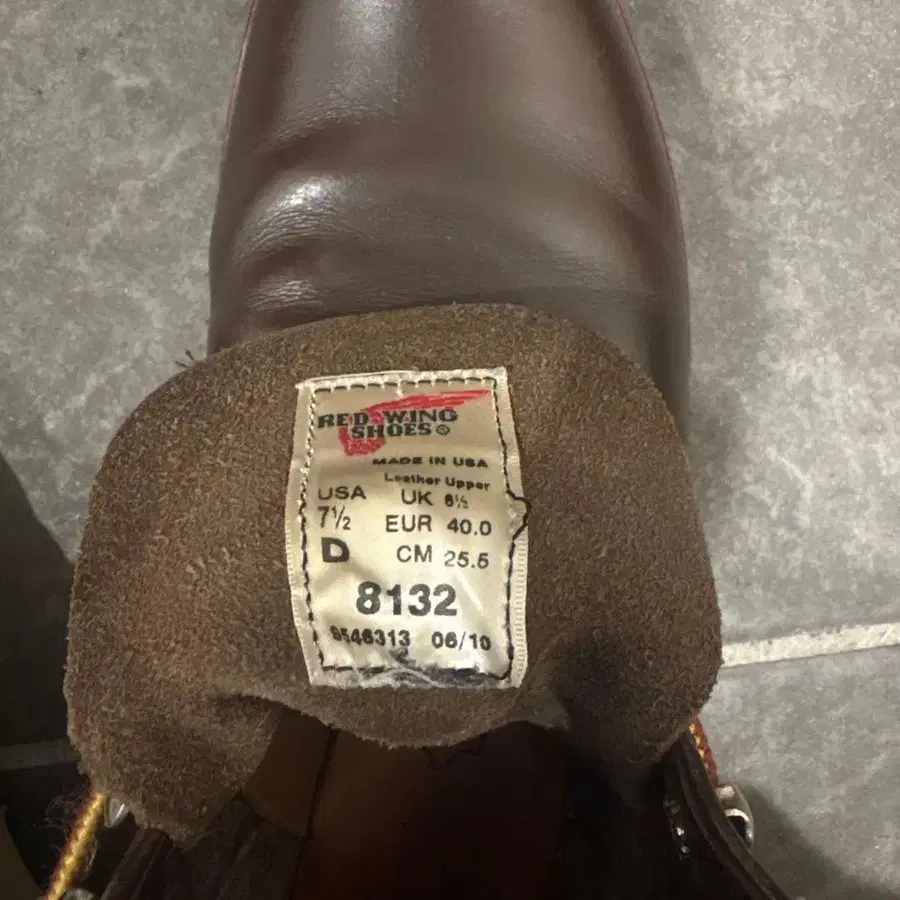 RED WING
SHOES®
MADE IN USA
Leather Upper
USA UK 6½
7½ EUR 40.0
D CM 25.5
8132
9546313 06/10